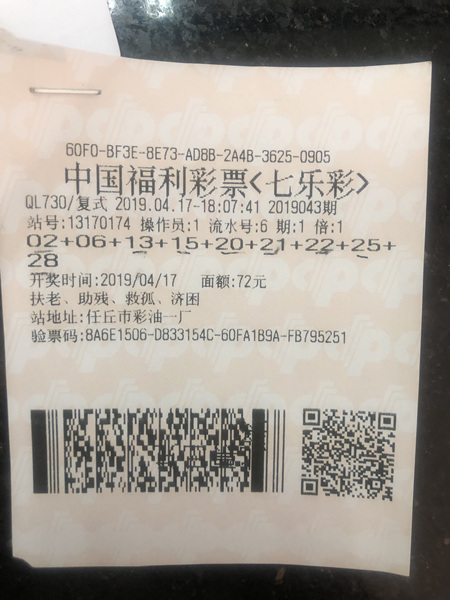 60F0-BF3E-8E73-AD8B-2A4B-3625-0905
中国福利彩票<七乐彩>
QL730/复式 2019.04.17-18:07:41 2019043期
站号:13170174 操作员:1 流水号:6 期:1 倍:1
02+06+13+15+20+21+22+25+
28
开奖时间:2019/04/17 面额:72元
扶老、助残、救孤、济困
站地址:任丘市彩油一厂
验票码:8A6E1506-D833154C-60FA1B9A-FB795251